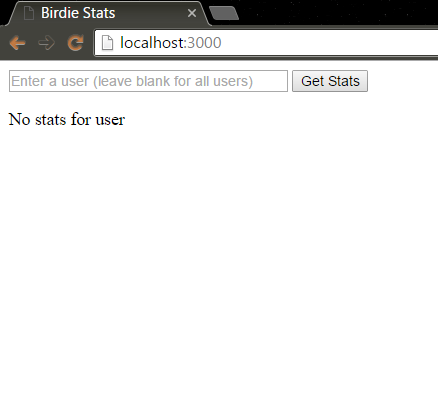 Birdie Stats
localhost:3000
Enter a user (leave blank for all users) Get Stats
No stats for user